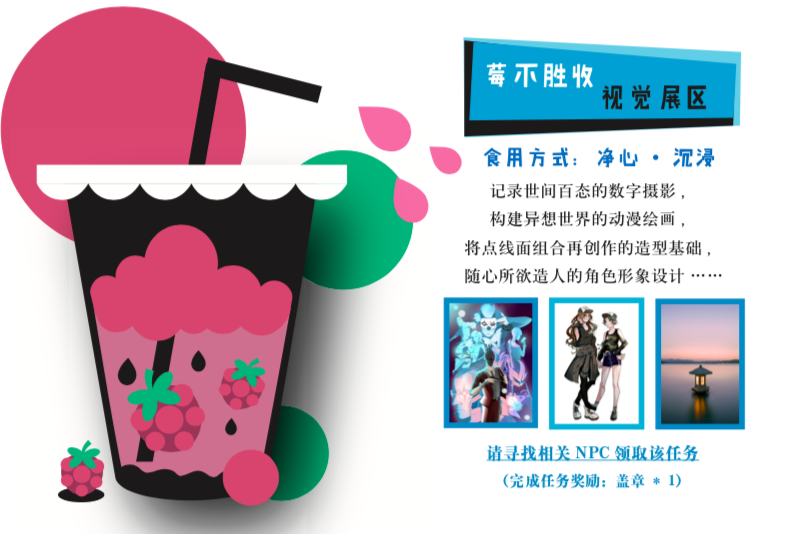 莓不胜收
视觉展区
食用方式：净心·沉浸
记录世间百态的数字摄影，
构建异想世界的动漫绘画，
将点线面组合再创作的造型基础，
随心所欲造人的角色形象设计……
请寻找相关 NPC 领取该任务
（完成任务奖励：盖章 * 1）